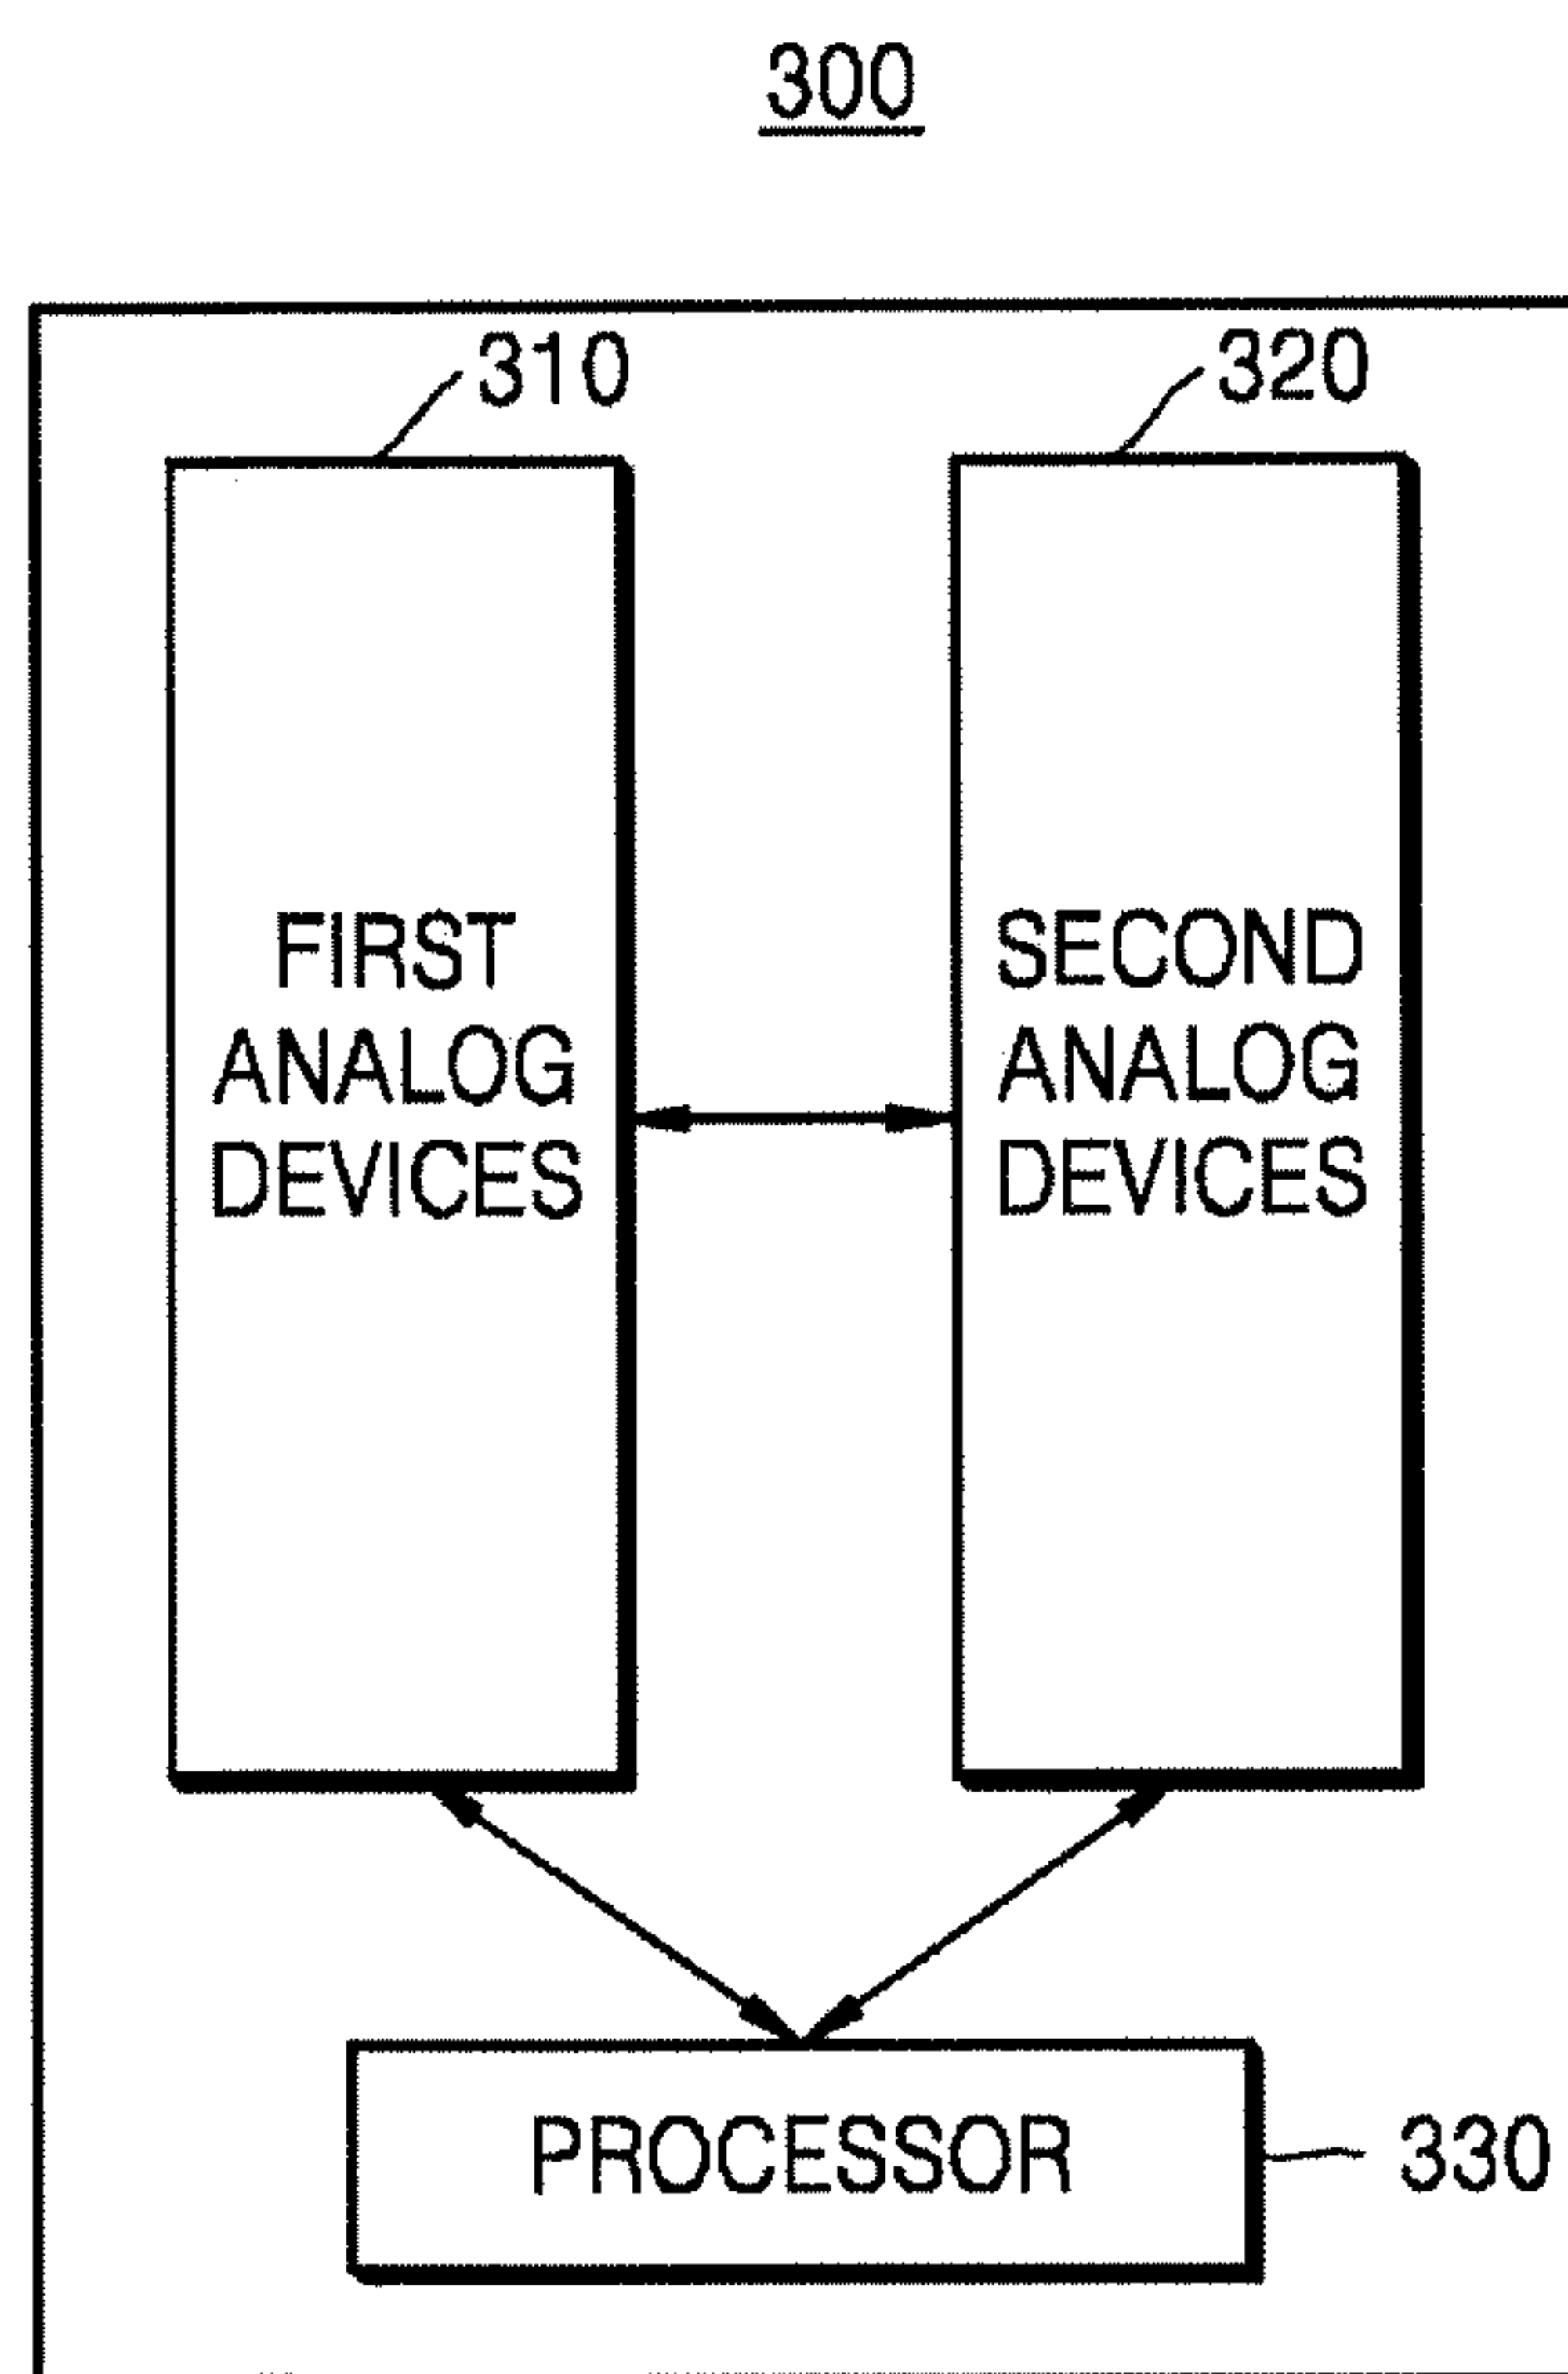 300
310
320
FIRST
ANALOG
DEVICES
SECOND
ANALOG
DEVICES
PROCESSOR
330